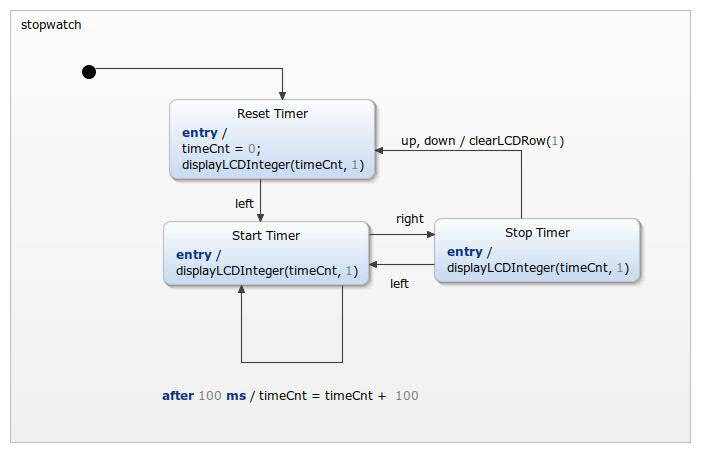 stopwatch
Reset Timer
entry /
timeCnt = 0;
displayLCDInteger(timeCnt, 1)
up, down / clearLCDRow(1)
left
Start Timer
entry /
displayLCDInteger(timeCnt, 1)
right
left
Stop Timer
entry /
displayLCDInteger(timeCnt, 1)
after 100 ms / timeCnt = timeCnt + 100